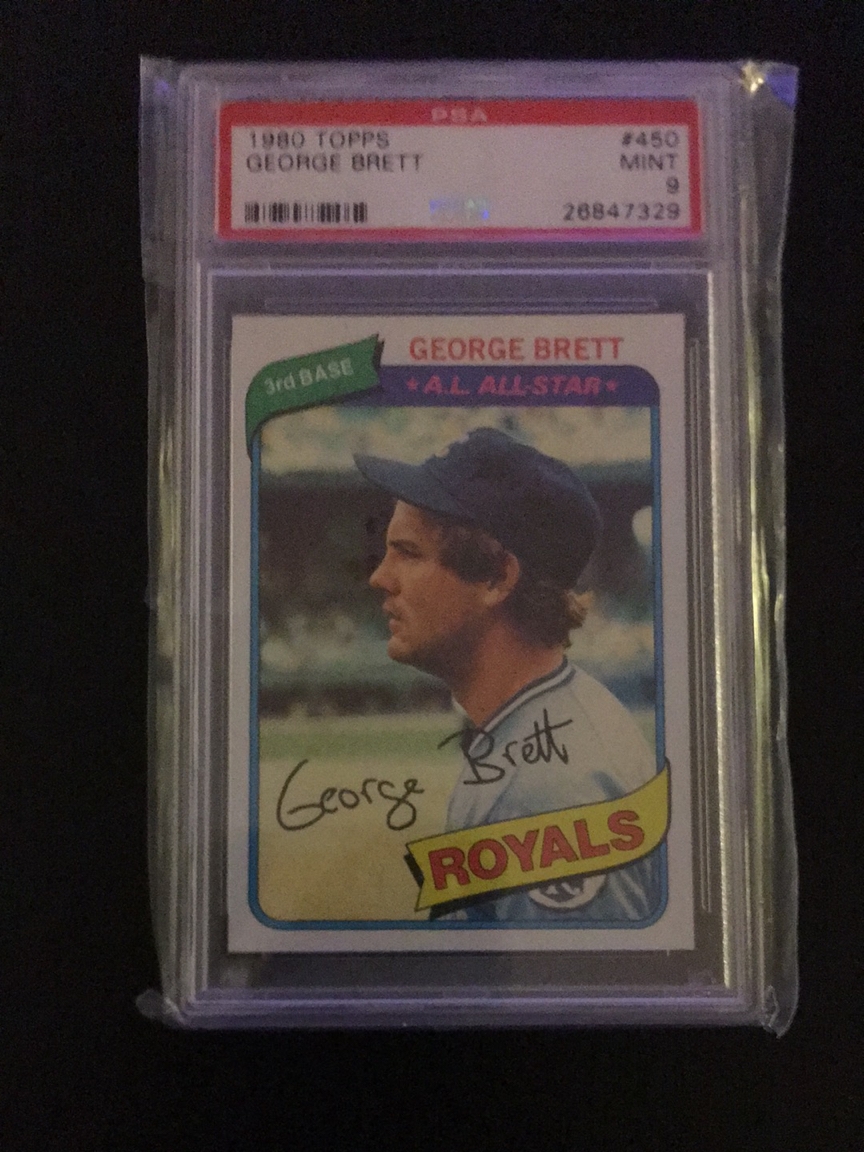 PSA
1980 TOPPS #450
GEORGE BRETT MINT
9
26847329
GEORGE BRETT
3rd BASE
★A.L. ALL-STAR★
George Brett
ROYALS